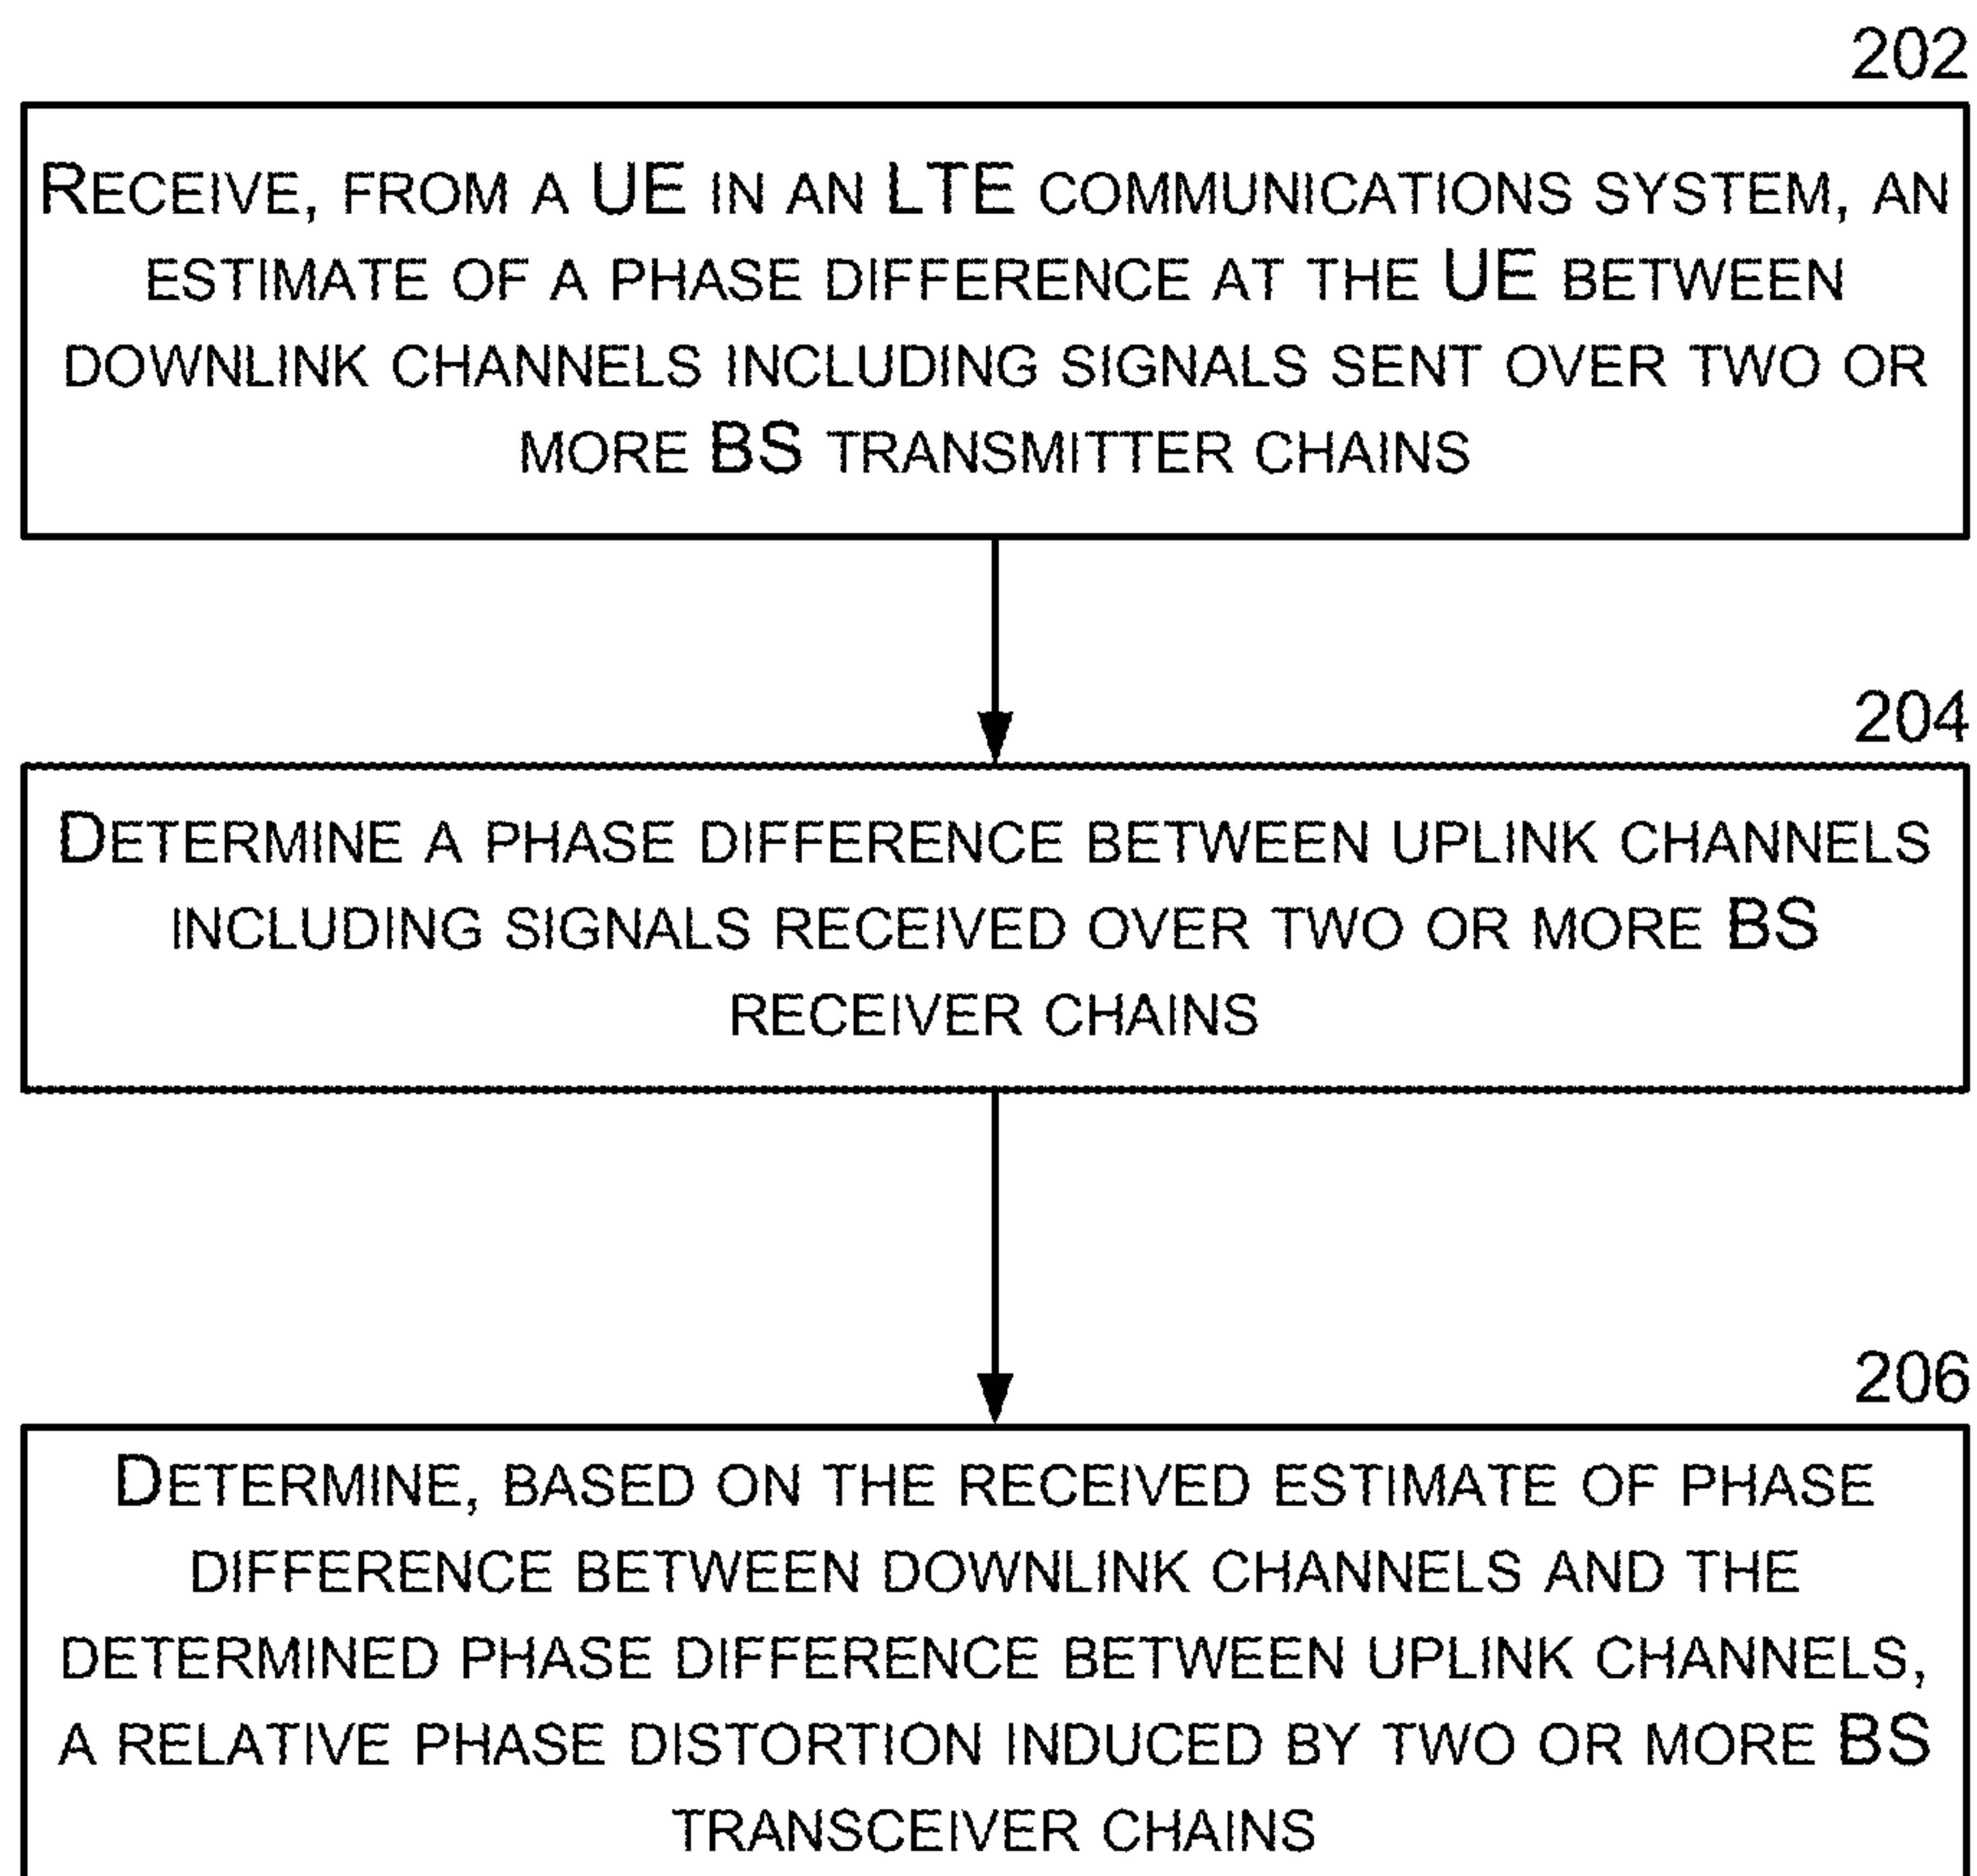 202
RECEIVE, FROM A UE IN AN LTE COMMUNICATIONS SYSTEM, AN
ESTIMATE OF A PHASE DIFFERENCE AT THE UE BETWEEN
DOWNLINK CHANNELS INCLUDING SIGNALS SENT OVER TWO OR
MORE BS TRANSMITTER CHAINS
204
DETERMINE A PHASE DIFFERENCE BETWEEN UPLINK CHANNELS
INCLUDING SIGNALS RECEIVED OVER TWO OR MORE BS
RECEIVER CHAINS
206
DETERMINE, BASED ON THE RECEIVED ESTIMATE OF PHASE
DIFFERENCE BETWEEN DOWNLINK CHANNELS AND THE
DETERMINED PHASE DIFFERENCE BETWEEN UPLINK CHANNELS,
A RELATIVE PHASE DISTORTION INDUCED BY TWO OR MORE BS
TRANSCEIVER CHAINS